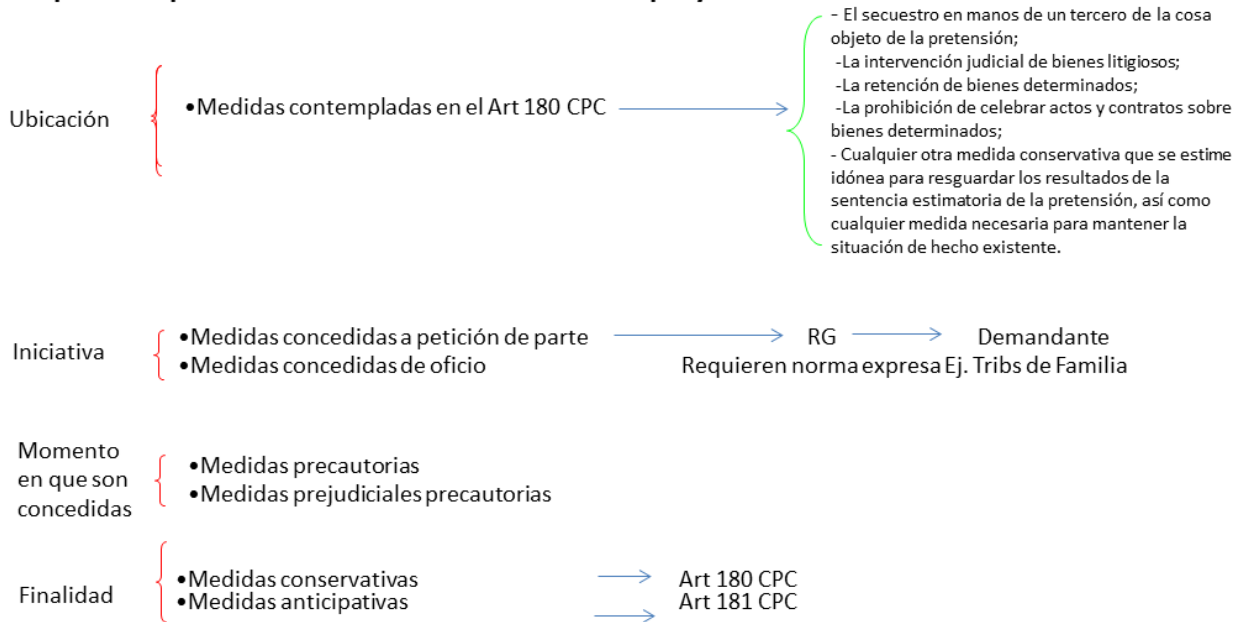 Ubicación
•Medidas contempladas en el Art 180 CPC
- El secuestro en manos de un tercero de la cosa
objeto de la pretensión;
-La intervención judicial de bienes litigiosos;
-La retención de bienes determinados;
-La prohibición de celebrar actos y contratos sobre
bienes determinados;
- Cualquier otra medida conservativa que se estime
idónea para resguardar los resultados de la
sentencia estimatoria de la pretensión, así como
cualquier medida necesaria para mantener la
situación de hecho existente.
Iniciativa
•Medidas concedidas a petición de parte
RG
Demandante
•Medidas concedidas de oficio
Requieren norma expresa Ej. Tribs de Familia
Momento
en que son
concedidas
•Medidas precautorias
•Medidas prejudiciales precautorias
Finalidad
•Medidas conservativas
Art 180 CPC
•Medidas anticipativas
Art 181 CPC